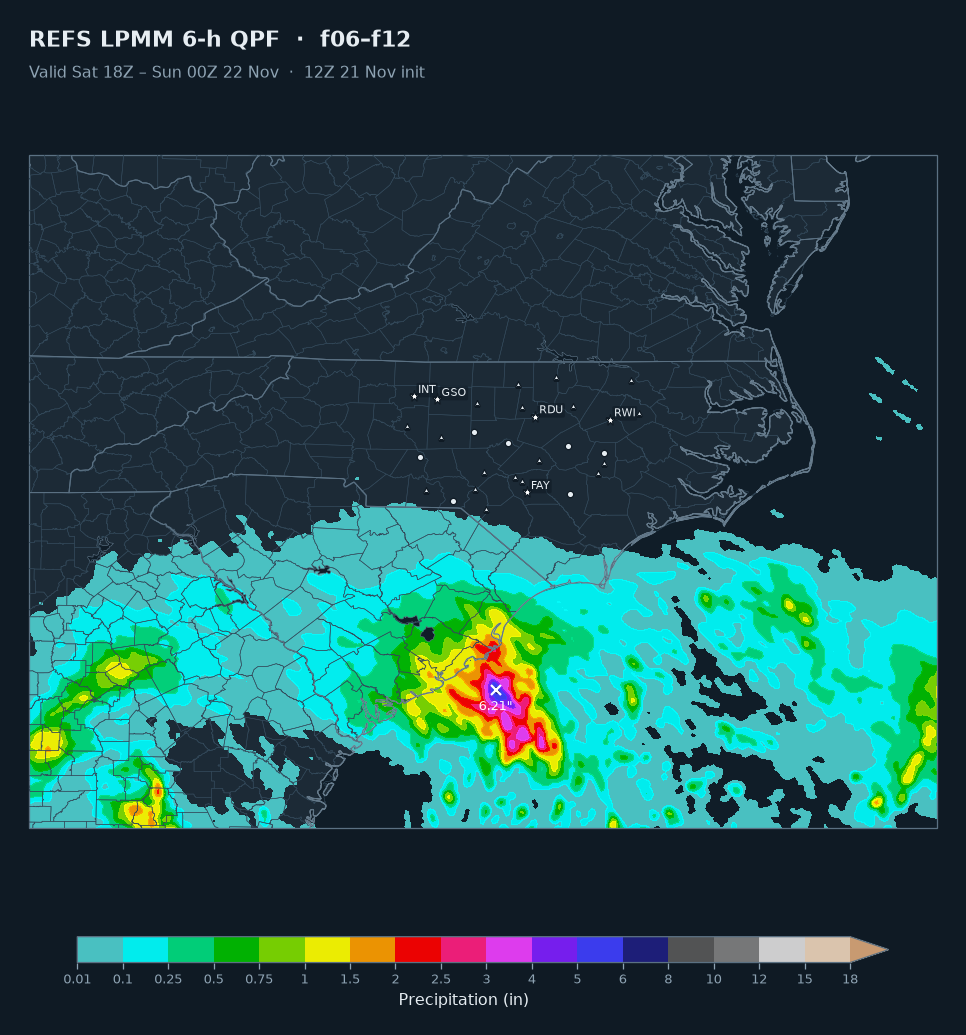 REFS LPMM 6-h QPF · f06–f12
Valid Sat 18Z – Sun 00Z 22 Nov · 12Z 21 Nov init
INT
GSO
RDU
RWI
FAY
6.21"
0.01 0.1 0.25 0.5 0.75 1 1.5 2 2.5 3 4 5 6 8 10 12 15 18
Precipitation (in)